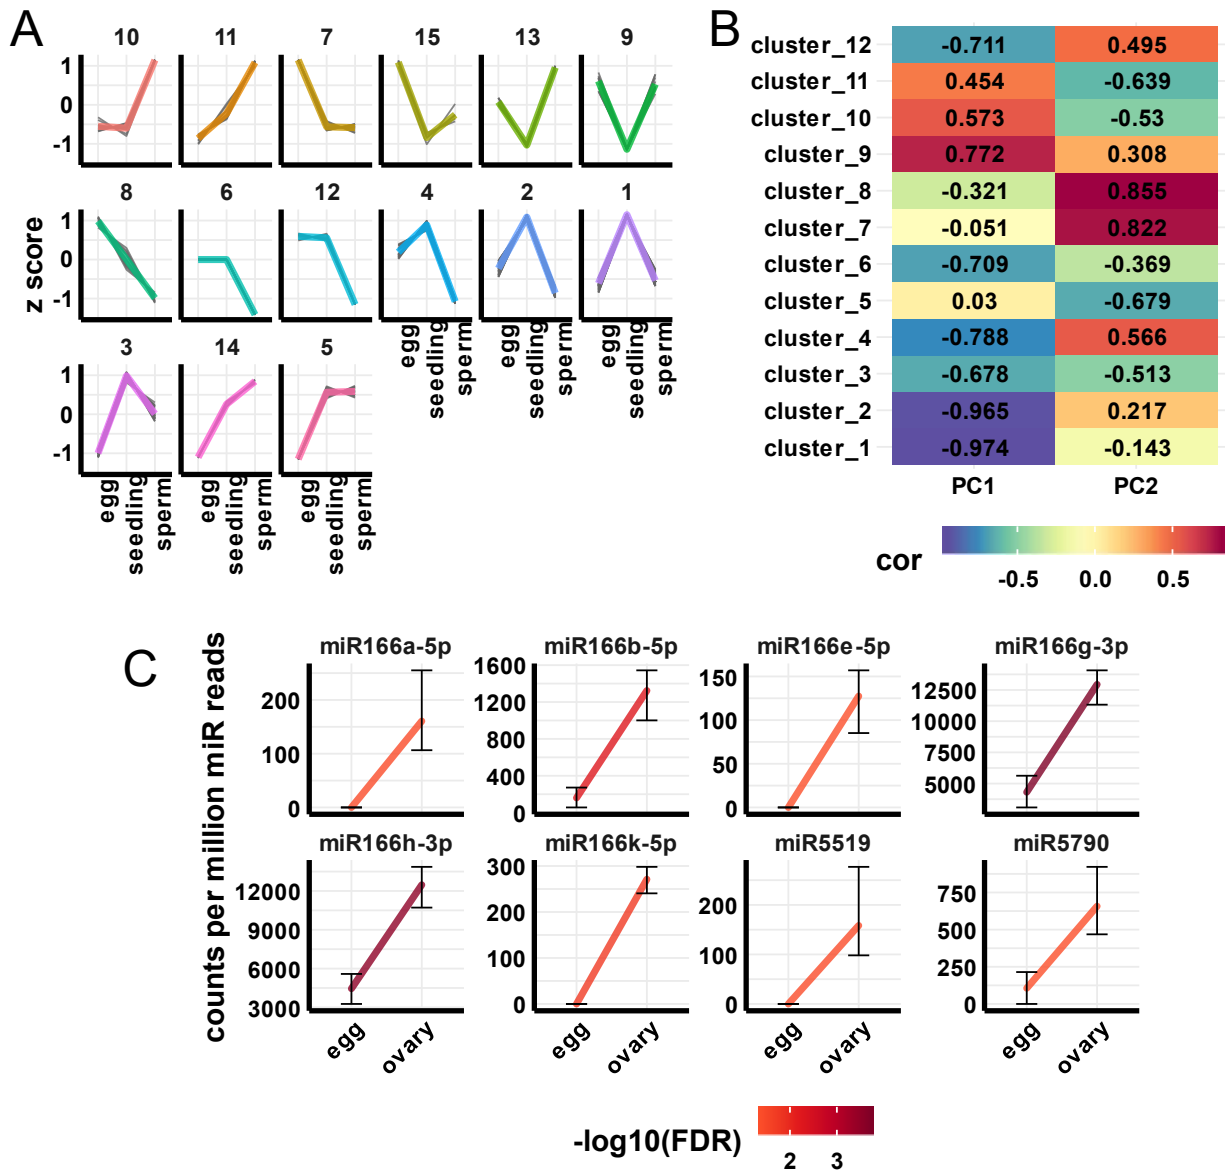 A
10 11 7 15 13 9
1
0
-1
8 6 12 4 2 1
1
0
-1
z score
3 14 5
1
0
-1
egg seedling sperm egg seedling sperm egg seedling sperm
egg seedling sperm egg seedling sperm egg seedling sperm
B
cluster_12 -0.711 0.495
cluster_11 0.454 -0.639
cluster_10 0.573 -0.53
cluster_9 0.772 0.308
cluster_8 -0.321 0.855
cluster_7 -0.051 0.822
cluster_6 -0.709 -0.369
cluster_5 0.03 -0.679
cluster_4 -0.788 0.566
cluster_3 -0.678 -0.513
cluster_2 -0.965 0.217
cluster_1 -0.974 -0.143
PC1 PC2
cor
-0.5 0.0 0.5
C
counts per million miR reads
miR166a-5p miR166b-5p miR166e-5p miR166g-3p
200
100
0
1600
1200
800
400
0
150
100
50
0
12500
10000
7500
5000
miR166h-3p miR166k-5p miR5519 miR5790
12000
9000
6000
3000
300
200
100
0
200
100
0
750
500
250
0
egg ovary egg ovary egg ovary egg ovary
-log10(FDR)
2 3